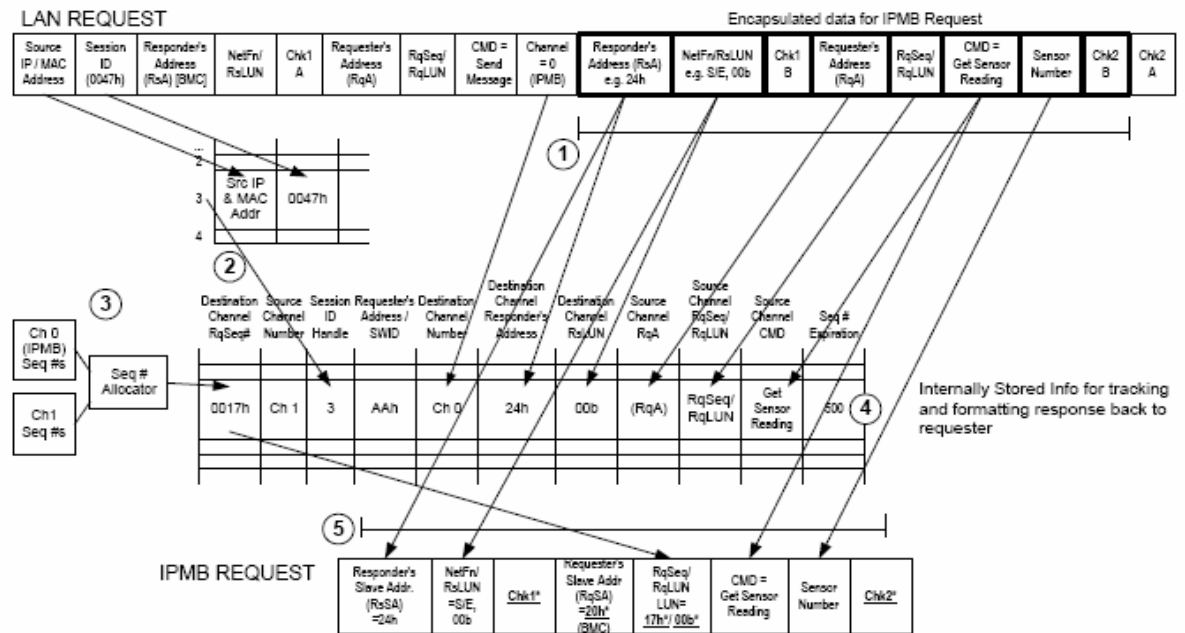 LAN REQUEST
Encapsulated data for IPMB Request
Source
IP / MAC
Address
Session
ID
(0047h)
Responder's
Address
(RsA) [BMC]
NetFn/
RsLUN
Chk1
A
Requester's
Address
(RqA)
RqSeq/
RqLUN
CMD =
Send
Message
Channel
= 0
(IPMB)
Responder's
Address (RsA)
e.g. 24h
NetFn/RsLUN
e.g. S/E, 00b
Chk1
B
Requester's
Address
(RqA)
RqSeq/
RqLUN
CMD =
Get Sensor
Reading
Sensor
Number
Chk2
B
Chk2
A
1
...
2
3
Src IP
& MAC
Addr
0047h
4
2
3
Ch 0
(IPMB)
Seq #s
Ch1
Seq #s
Seq #
Allocator
Destination
Channel
RqSeq#
Source
Channel
Number
Session
ID
Handle
Requester's
Address /
SWID
Destination
Channel
Number
Destination
Channel
Responder's
Address
Destination
Channel
RsLUN
Source
Channel
RqA
Source
Channel
RqSeq/
RqLUN
Source
Channel
CMD
Seq #
Expiration
0017h
Ch 1
3
AAh
Ch 0
24h
00b
(RqA)
RqSeq/
RqLUN
Get
Sensor
Reading
500
4
Internally Stored Info for tracking
and formatting response back to
requester
5
IPMB REQUEST
Responder's
Slave Addr.
(RsSA)
=24h
NetFn/
RsLUN
=S/E,
00b
Chk1*
Requester's
Slave Addr
(RqSA)
=20h*
(BMC)
RqSeq/
RqLUN
LUN=
17h*/ 00b*
CMD =
Get Sensor
Reading
Sensor
Number
Chk2*